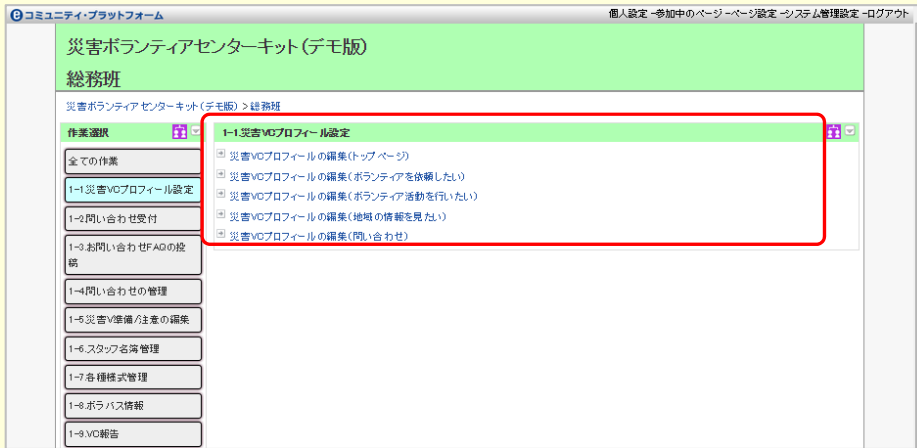 eコミュニティ・プラットフォーム
個人設定 -参加中のページ -ページ設定 -システム管理設定 -ログアウト
災害ボランティアセンターキット(デモ版)
総務班
災害ボランティアセンターキット(デモ版) > 総務班
作業選択
全ての作業
1-1災害VCプロフィール設定
1-2問い合わせ受付
1-3.お問い合わせFAQの投
稿
1-4問い合わせの管理
1-5災害V準備/注意の編集
1-6.スタッフ名簿管理
1-7.各種様式管理
1-8.ボラバス情報
1-9.VC報告
1-1.災害VCプロフィール設定
災害VCプロフィールの編集(トップページ)
災害VCプロフィールの編集(ボランティアを依頼したい)
災害VCプロフィールの編集(ボランティア活動を行いたい)
災害VCプロフィールの編集(地域の情報を見たい)
災害VCプロフィールの編集(問い合わせ)